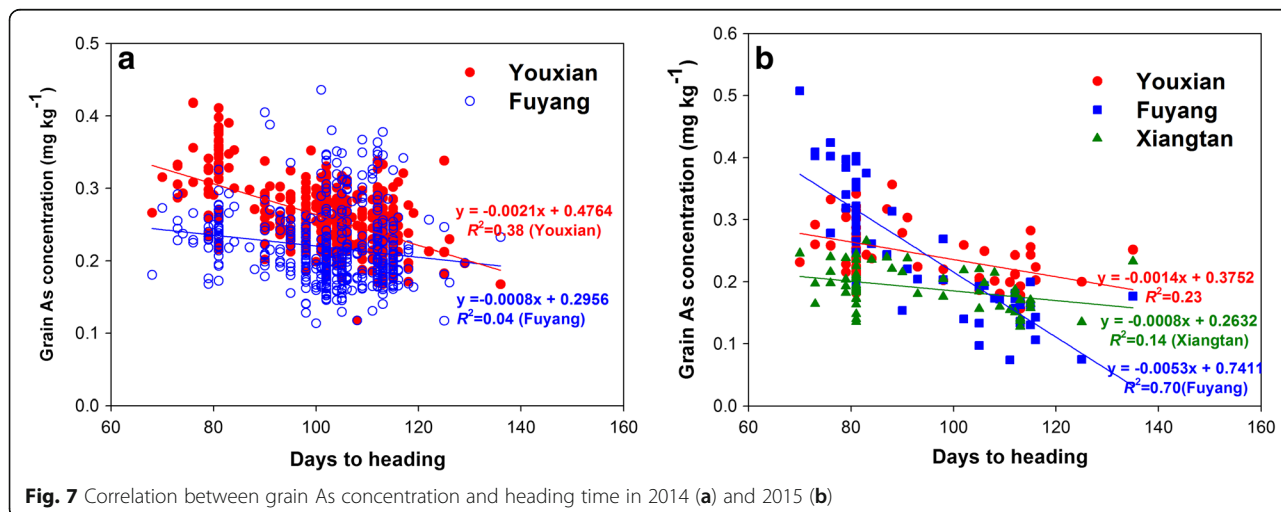 a
Youxian
Fuyang
Grain As concentration (mg kg-1)
0.5
0.4
0.3
0.2
0.1
0.0
y = -0.0021x + 0.4764
R2=0.38 (Youxian)
y = -0.0008x + 0.2956
R2=0.04 (Fuyang)
60 80 100 120 140 160
Days to heading
b
Youxian
Fuyang
Xiangtan
Grain As concentration (mg kg-1)
0.6
0.5
0.4
0.3
0.2
0.1
0.0
y = -0.0014x + 0.3752
R2=0.23
y = -0.0008x + 0.2632
R2=0.14 (Xiangtan)
y = -0.0053x + 0.7411
R2=0.70(Fuyang)
60 80 100 120 140 160
Days to heading
Fig. 7 Correlation between grain As concentration and heading time in 2014 (a) and 2015 (b)